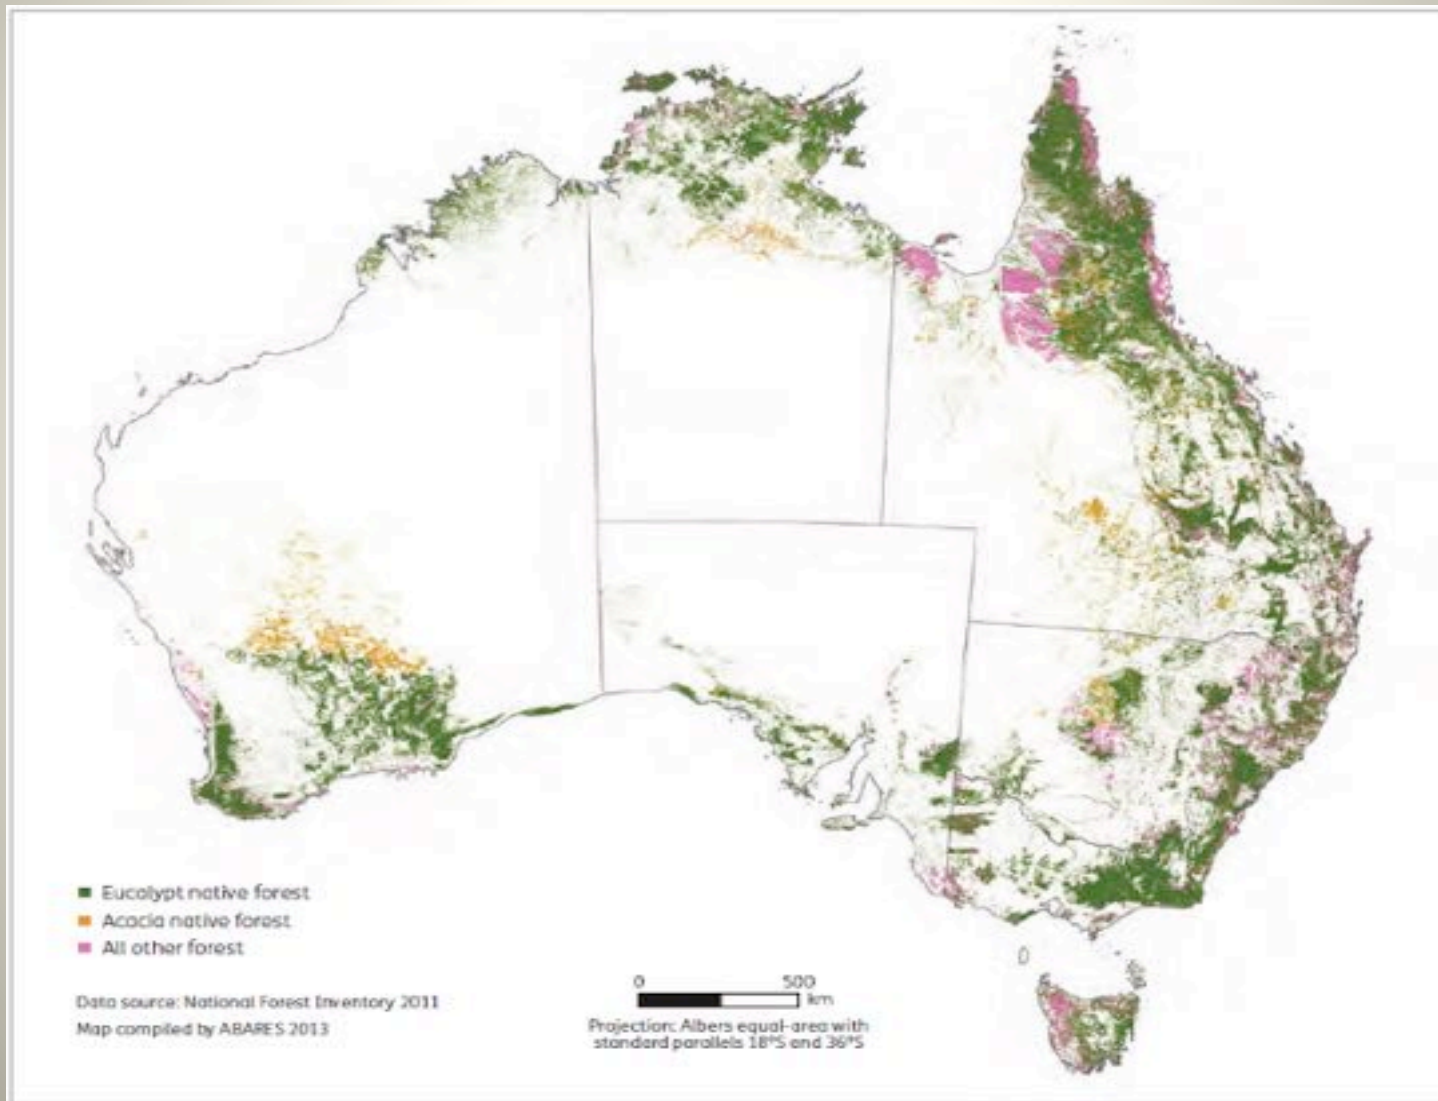 Eucalypt native forest
Acacia native forest
All other forest
Data source: National Forest Inventory 2011
Map compiled by ABARES 2013
0 500
km
Projection: Albers equal-area with
standard parallels 18°S and 36°S